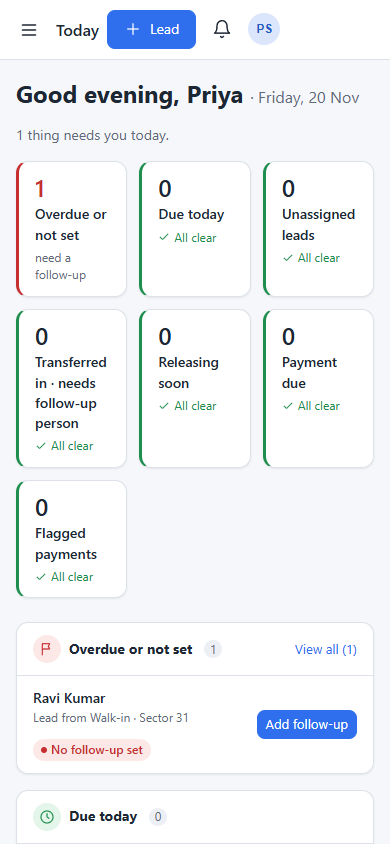 Today
+ Lead
PS
Good evening, Priya · Friday, 20 Nov
1 thing needs you today.
1
Overdue or
not set
need a
follow-up
0
Due today
✓ All clear
0
Unassigned
leads
✓ All clear
0
Transferred
in · needs
follow-up
person
✓ All clear
0
Releasing
soon
✓ All clear
0
Payment
due
✓ All clear
0
Flagged
payments
✓ All clear
Overdue or not set 1 View all (1)
Ravi Kumar
Lead from Walk-in · Sector 31
Add follow-up
No follow-up set
Due today 0